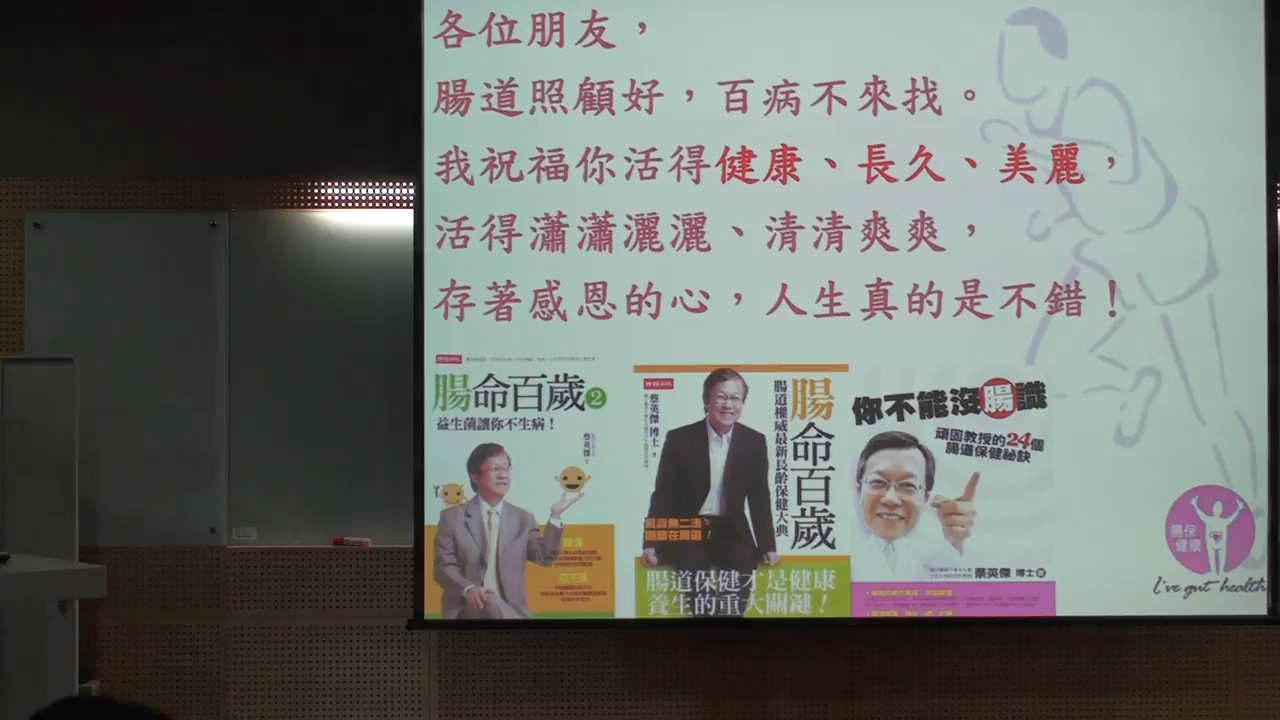 各位朋友，
腸道照顧好，百病不來找。
我祝福你活得健康、長久、美麗，
活得瀟瀟灑灑、清清爽爽，
存著感恩的心，人生真的是不錯！
腸命百歲2
益生菌讓你不生病！
蔡英傑
腸命百歲
腸道權威最新長齡保健大典
蔡英傑 博士 著
腸道保健才是健康
養生的重大關鍵！
你不能沒腸識
頑固教授的24個
腸道保健祕訣
蔡英傑 博士 著
腸保
健康
I've gut health